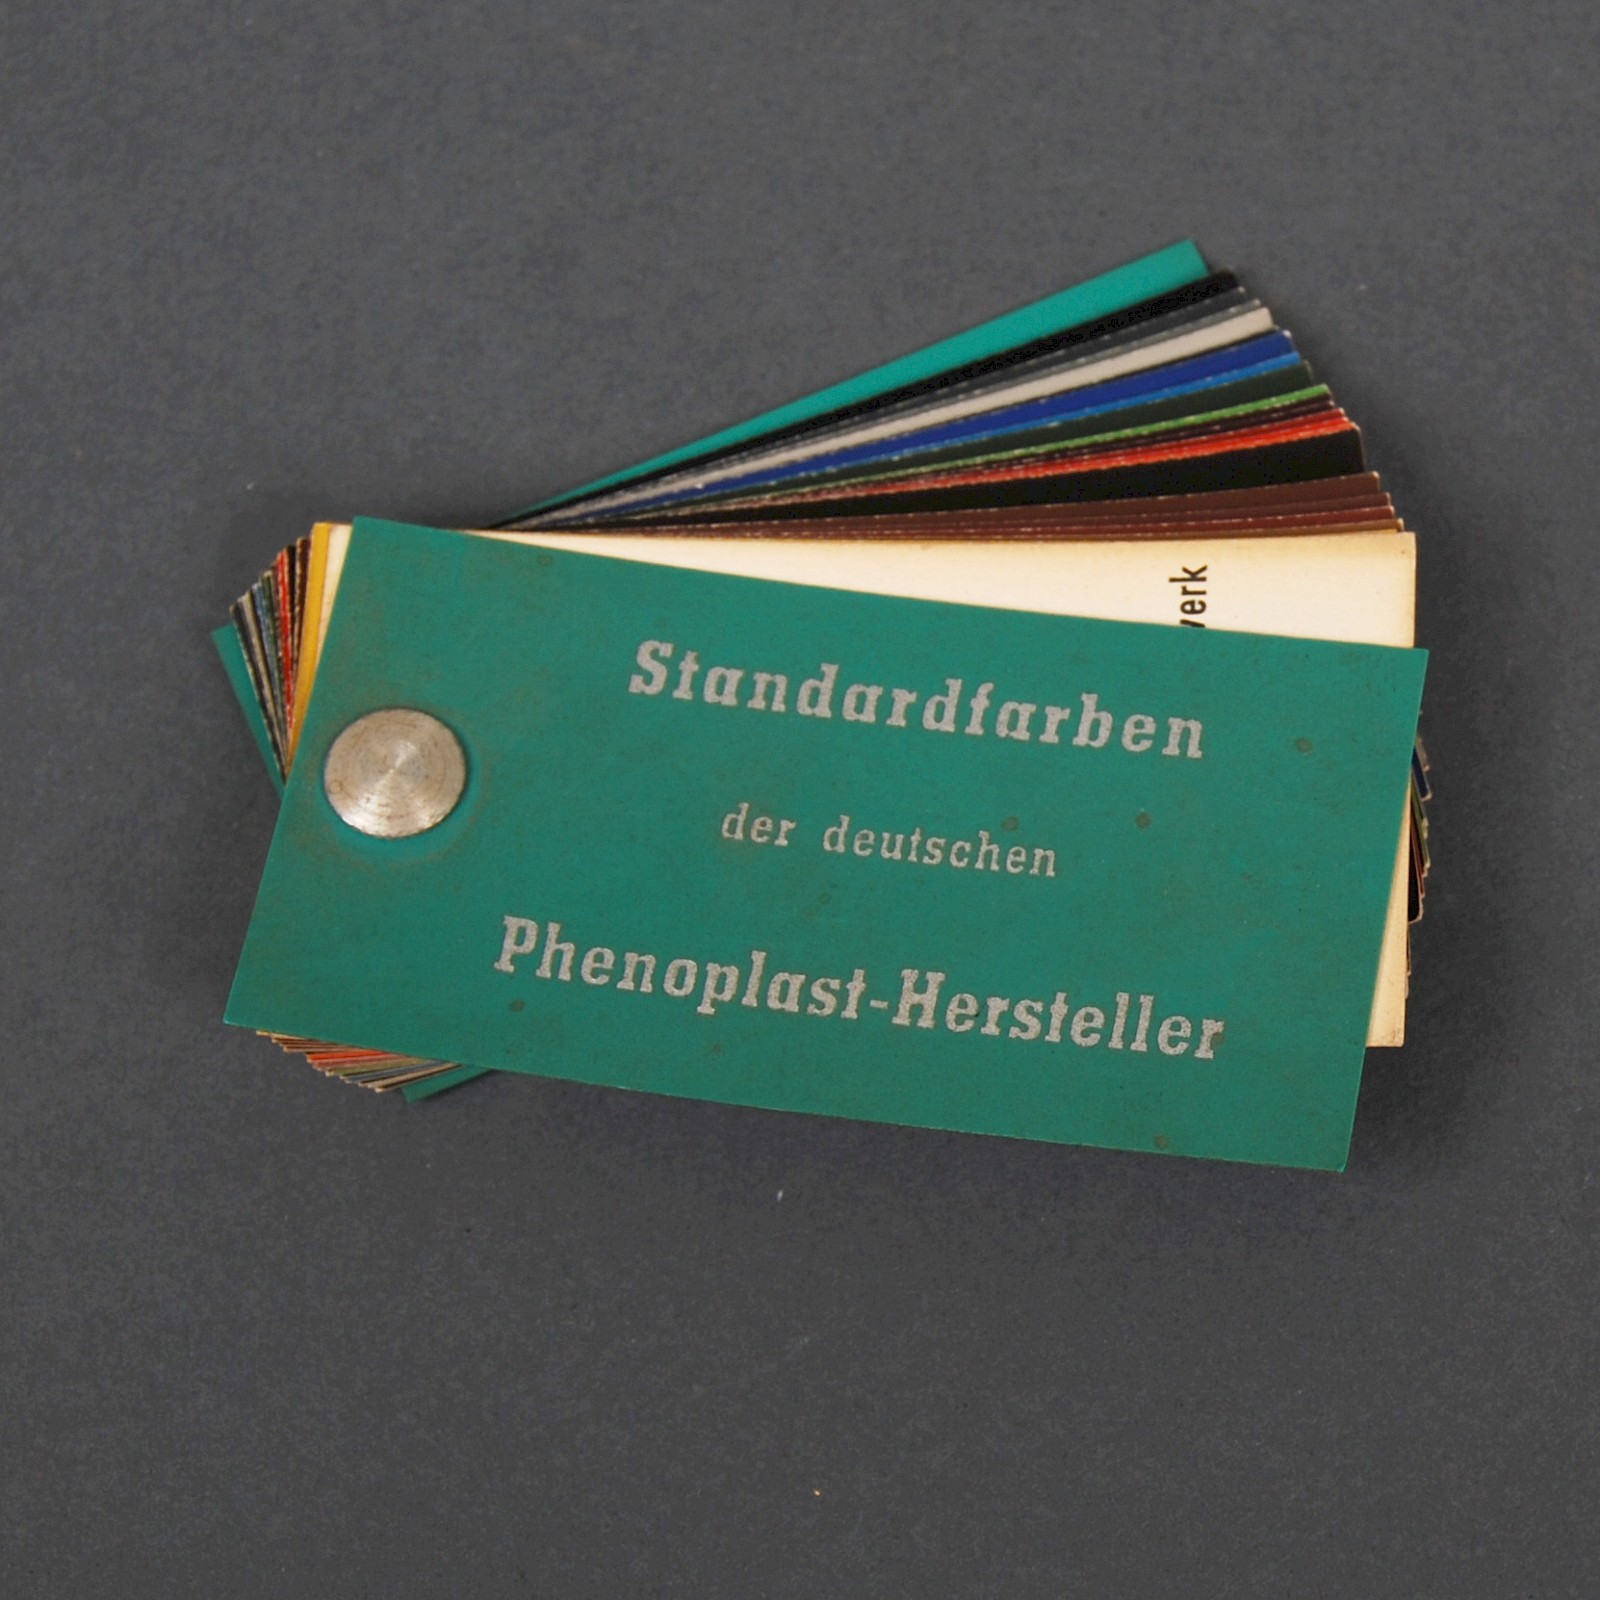 Standardfarben
der deutschen
Phenoplast-Hersteller